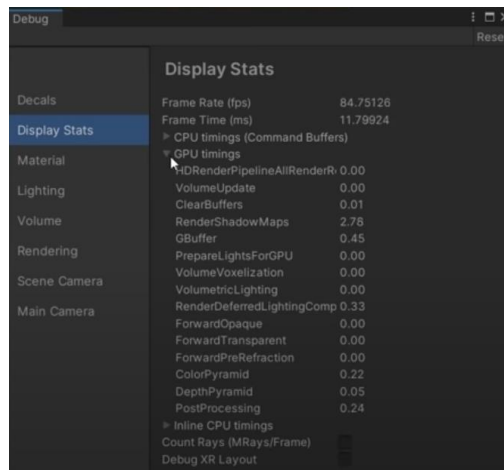 Debug
Rese
Display Stats
Decals
Display Stats
Material
Lighting
Volume
Rendering
Scene Camera
Main Camera
Frame Rate (fps) 84.75126
Frame Time (ms) 11.79924
CPU timings (Command Buffers)
GPU timings
HDRenderPipelineAllRenderR 0.00
VolumeUpdate 0.00
ClearBuffers 0.01
RenderShadowMaps 2.78
GBuffer 0.45
PrepareLightsForGPU 0.00
VolumeVoxelization 0.00
VolumetricLighting 0.00
RenderDeferredLightingComp 0.33
ForwardOpaque 0.00
ForwardTransparent 0.00
ForwardPreRefraction 0.00
ColorPyramid 0.22
DepthPyramid 0.05
PostProcessing 0.24
Inline CPU timings
Count Rays (MRays/Frame)
Debug XR Layout